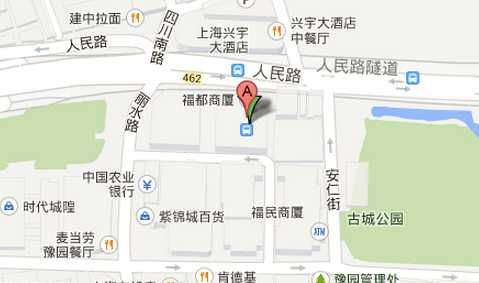 建中拉面
四川南路
上海兴宇
大酒店
兴宇大酒店
中餐厅
人民路
462
人民路
人民路隧道
A
福都商厦
丽水路
中国农业
银行
安仁街
时代城隍
紫锦城百货
福民商厦
古城公园
ATM
麦当劳
豫园餐厅
肯德基
豫园管理处